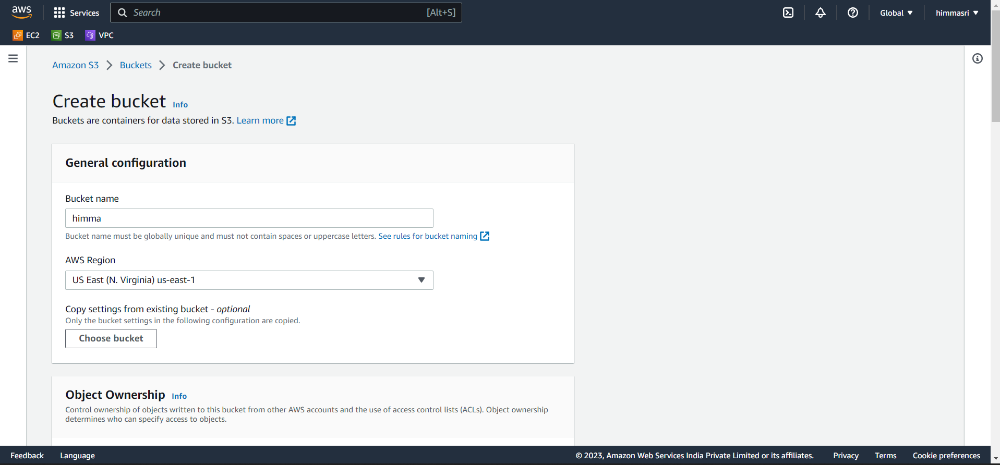 aws Services Search [Alt+S] Global himmasri
EC2 S3 VPC
Amazon S3 Buckets Create bucket
Create bucket Info
Buckets are containers for data stored in S3. Learn more
General configuration
Bucket name
himma
Bucket name must be globally unique and must not contain spaces or uppercase letters. See rules for bucket naming
AWS Region
US East (N. Virginia) us-east-1
Copy settings from existing bucket - optional
Only the bucket settings in the following configuration are copied.
Choose bucket
Object Ownership Info
Control ownership of objects written to this bucket from other AWS accounts and the use of access control lists (ACLs). Object ownership
determines who can specify access to objects.
Feedback Language © 2023, Amazon Web Services India Private Limited or its affiliates. Privacy Terms Cookie preferences